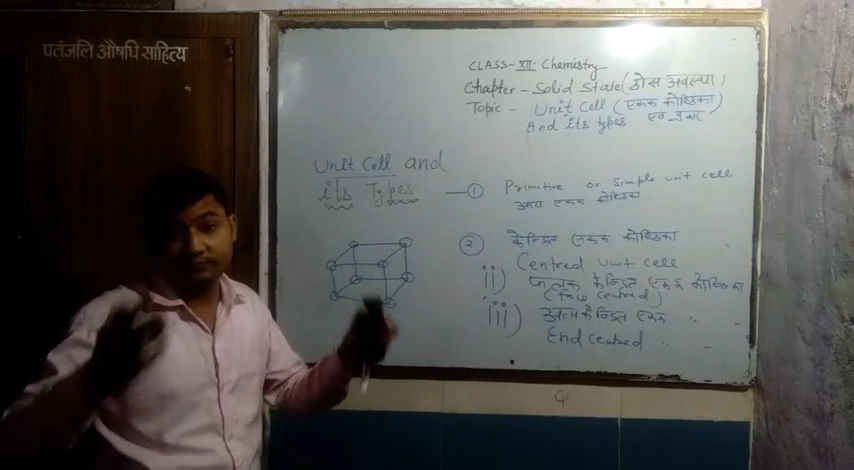 पतंजलि औषधि साहित्य
CLASS-XII- Chemistry
Chapter - Solid State (ठोस अवस्था)
Topic - Unit Cell (एकक कोष्ठिका)
And its types एवं प्रकार
Unit Cell and
its Types
① Primitive or Simple unit cell
आद्य एकक कोष्ठिका
② केन्द्रित एकक कोष्ठिका
Centred unit cell
ii) फलक केन्द्रित एकक कोष्ठिका
(face centred)
iii) अन्त्य केन्द्रित एकक " "
End centred " "